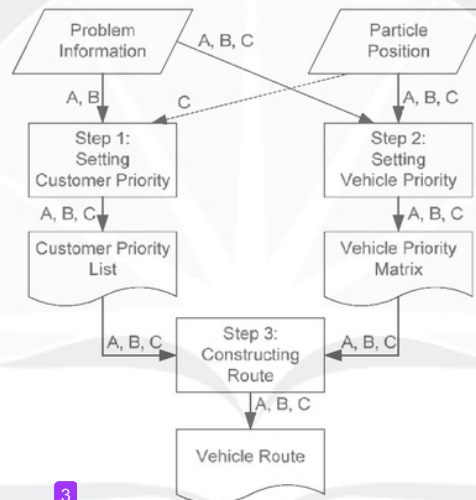 Problem
Information
Particle
Position
A, B, C
A, B
C
A, B, C
Step 1:
Setting
Customer Priority
Step 2:
Setting
Vehicle Priority
A, B, C
A, B, C
Customer Priority
List
Vehicle Priority
Matrix
A, B, C
Step 3:
Constructing
Route
A, B, C
A, B, C
Vehicle Route
3